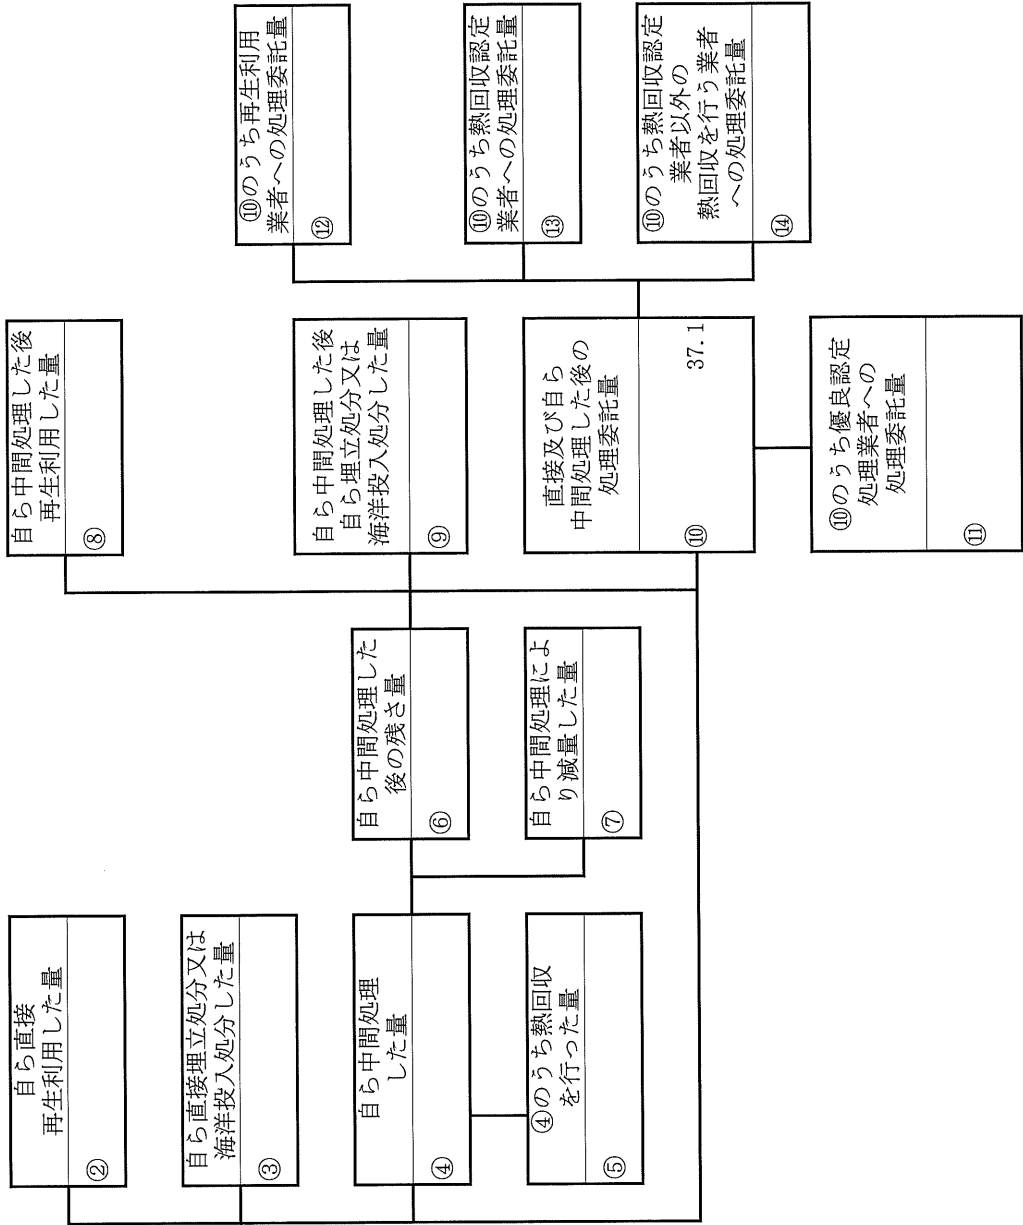 自ら直接
再生利用した量
②
自ら直接埋立処分又は
海洋投入処分した量
③
自ら中間処理
した量
④
④のうち熱回収
を行った量
⑤
自ら中間処理した
後の残さ量
⑥
自ら中間処理によ
り減量した量
⑦
自ら中間処理した後
再生利用した量
⑧
自ら中間処理した後
自ら埋立処分又は
海洋投入処分した量
⑨
直接及び自ら
中間処理した後の
処理委託量
⑩
37.1
⑩のうち優良認定
処理業者への
処理委託量
⑪
⑩のうち再生利用
業者への処理委託量
⑫
⑩のうち熱回収認定
業者への処理委託量
⑬
⑩のうち熱回収認定
業者以外の
熱回収を行う業者
への処理委託量
⑭